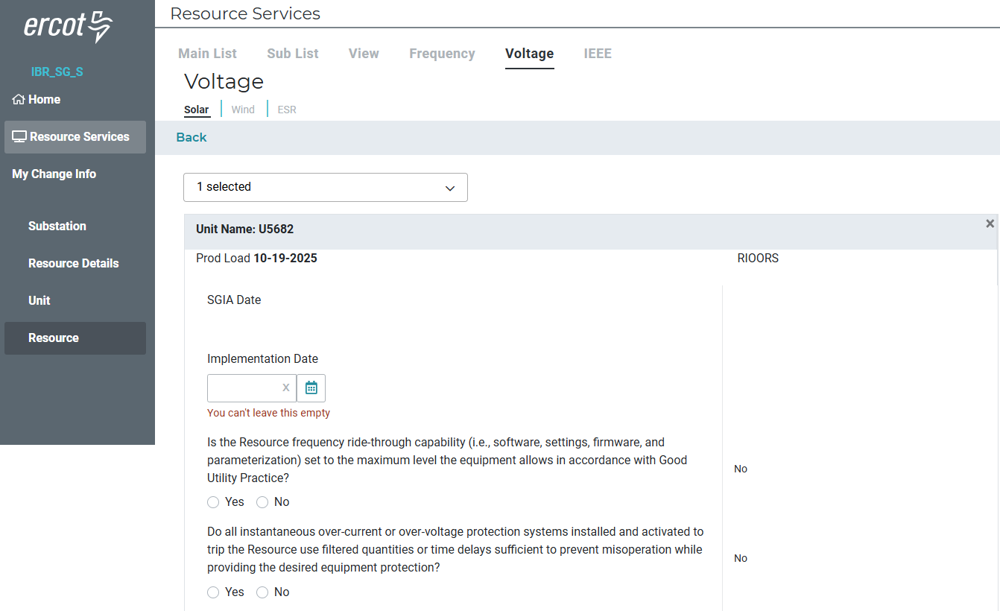 ercot
IBR_SG_S
Home
Resource Services
My Change Info
Substation
Resource Details
Unit
Resource
Resource Services
Main List Sub List View Frequency Voltage IEEE
Voltage
Solar Wind ESR
Back
1 selected
Unit Name: U5682
Prod Load 10-19-2025 RIOORS
SGIA Date
Implementation Date
You can't leave this empty
Is the Resource frequency ride-through capability (i.e., software, settings, firmware, and
parameterization) set to the maximum level the equipment allows in accordance with Good
Utility Practice?
No
Yes No
Do all instantaneous over-current or over-voltage protection systems installed and activated to
trip the Resource use filtered quantities or time delays sufficient to prevent misoperation while
providing the desired equipment protection?
No
Yes No